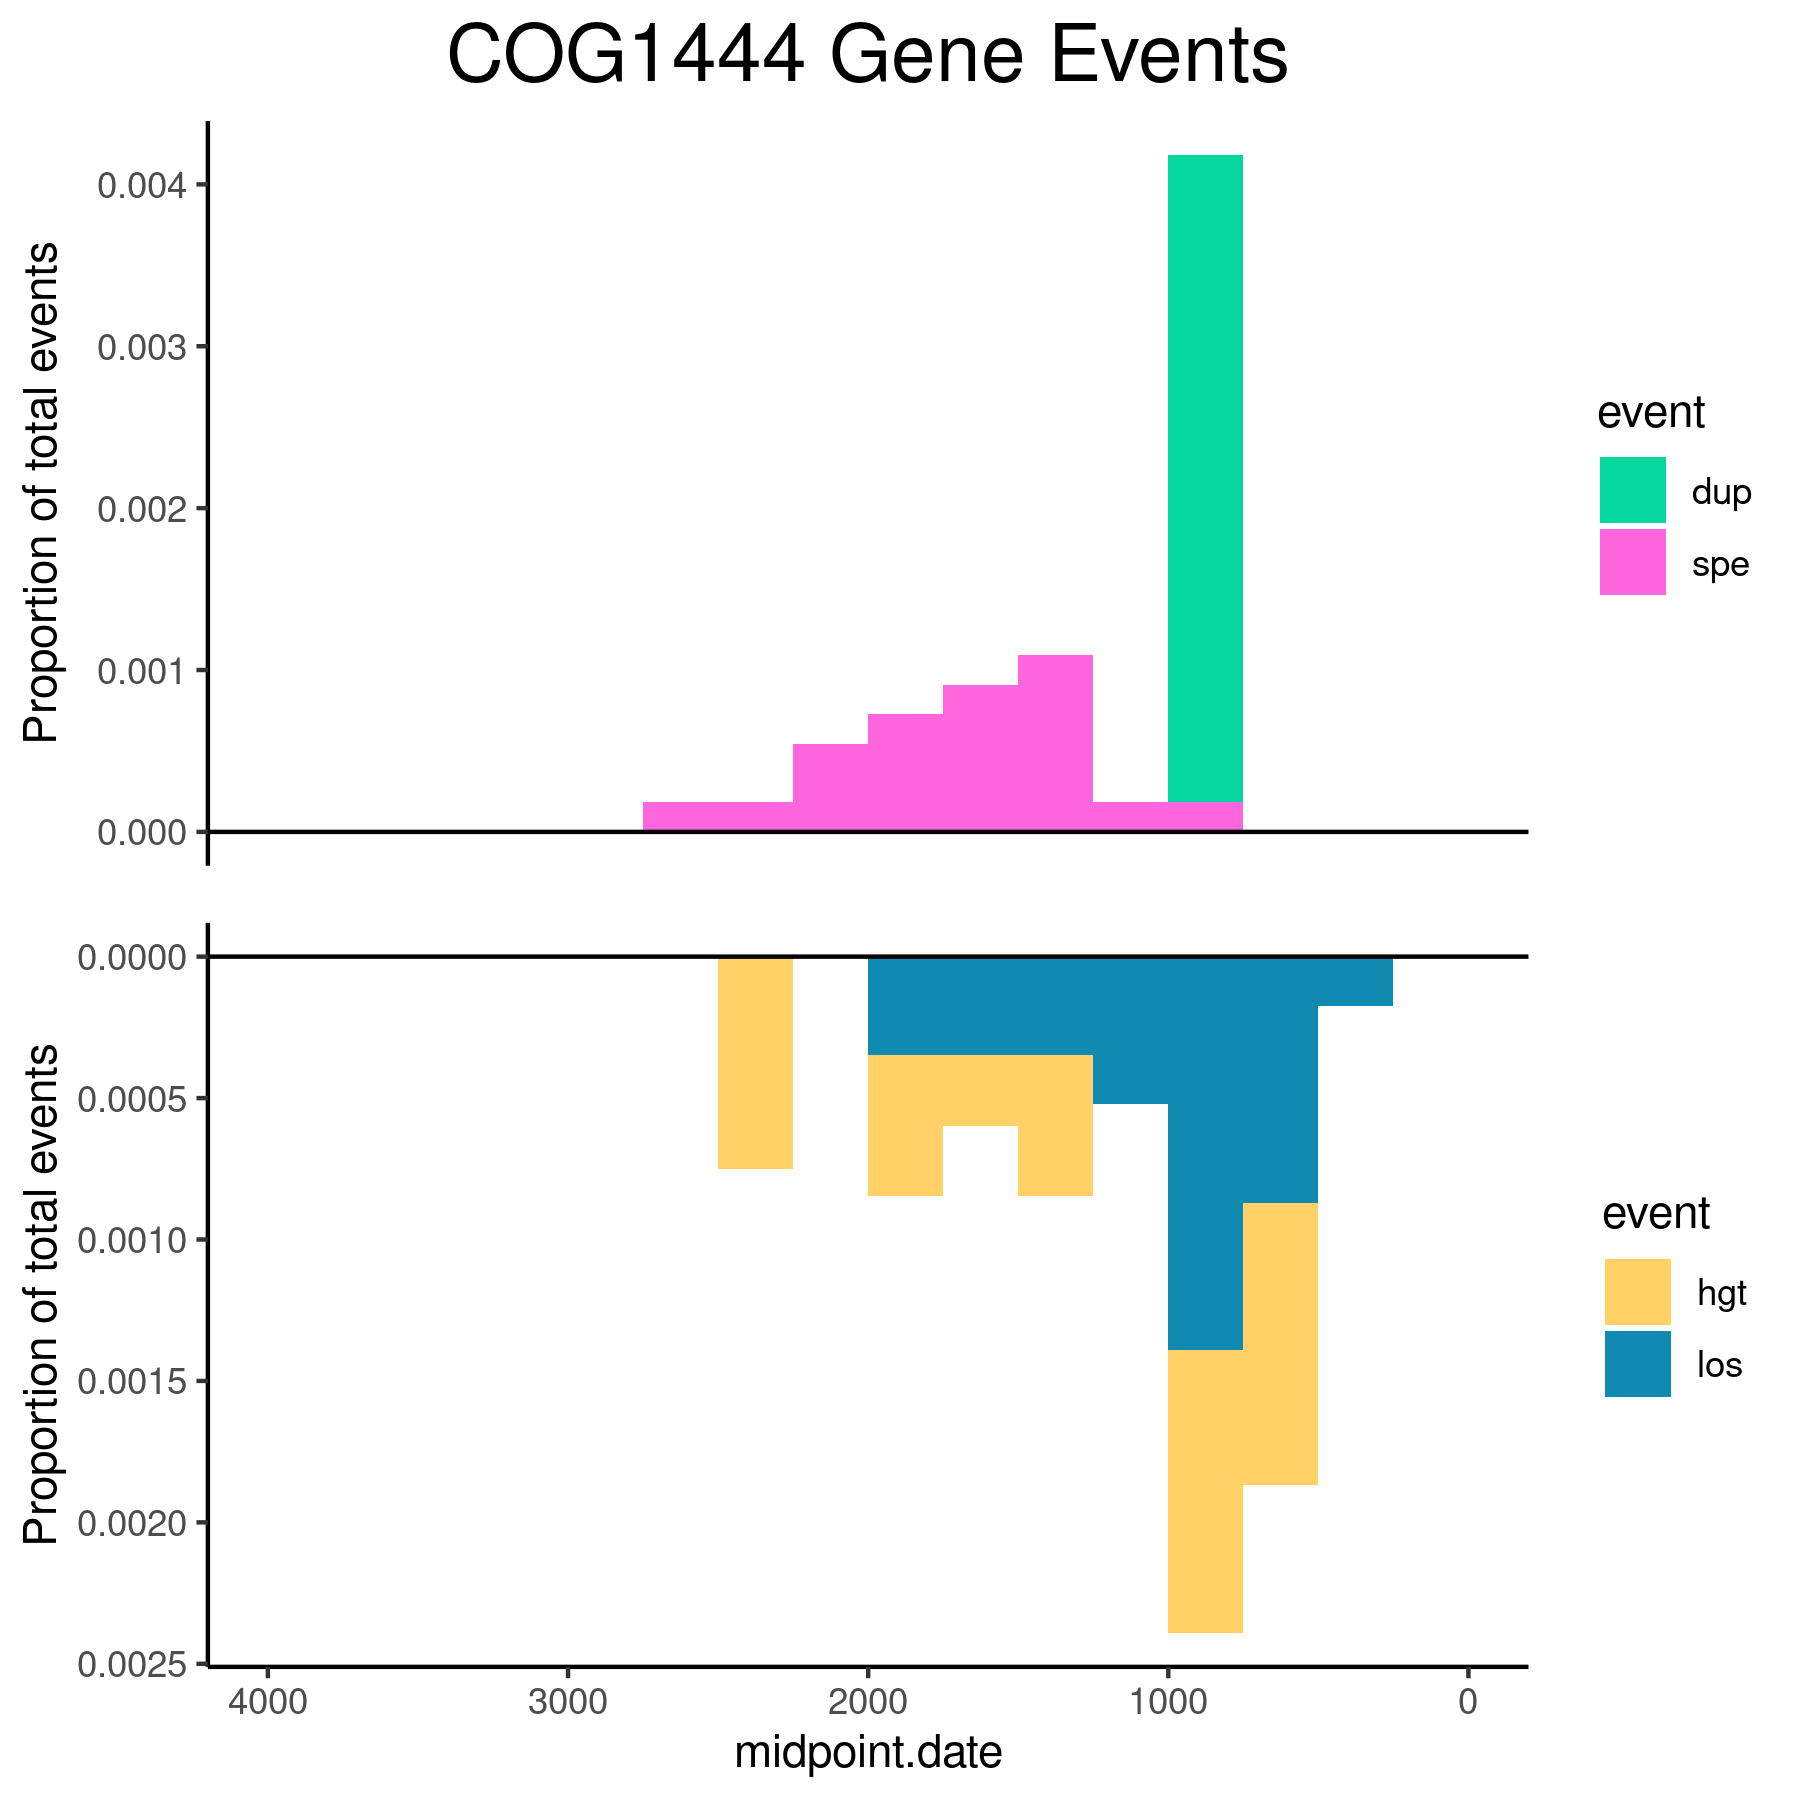 COG1444 Gene Events
Proportion of total events
0.004
0.003
0.002
0.001
0.000
event
dup
spe
Proportion of total events
0.0000
0.0005
0.0010
0.0015
0.0020
0.0025
event
hgt
los
4000 3000 2000 1000 0
midpoint.date